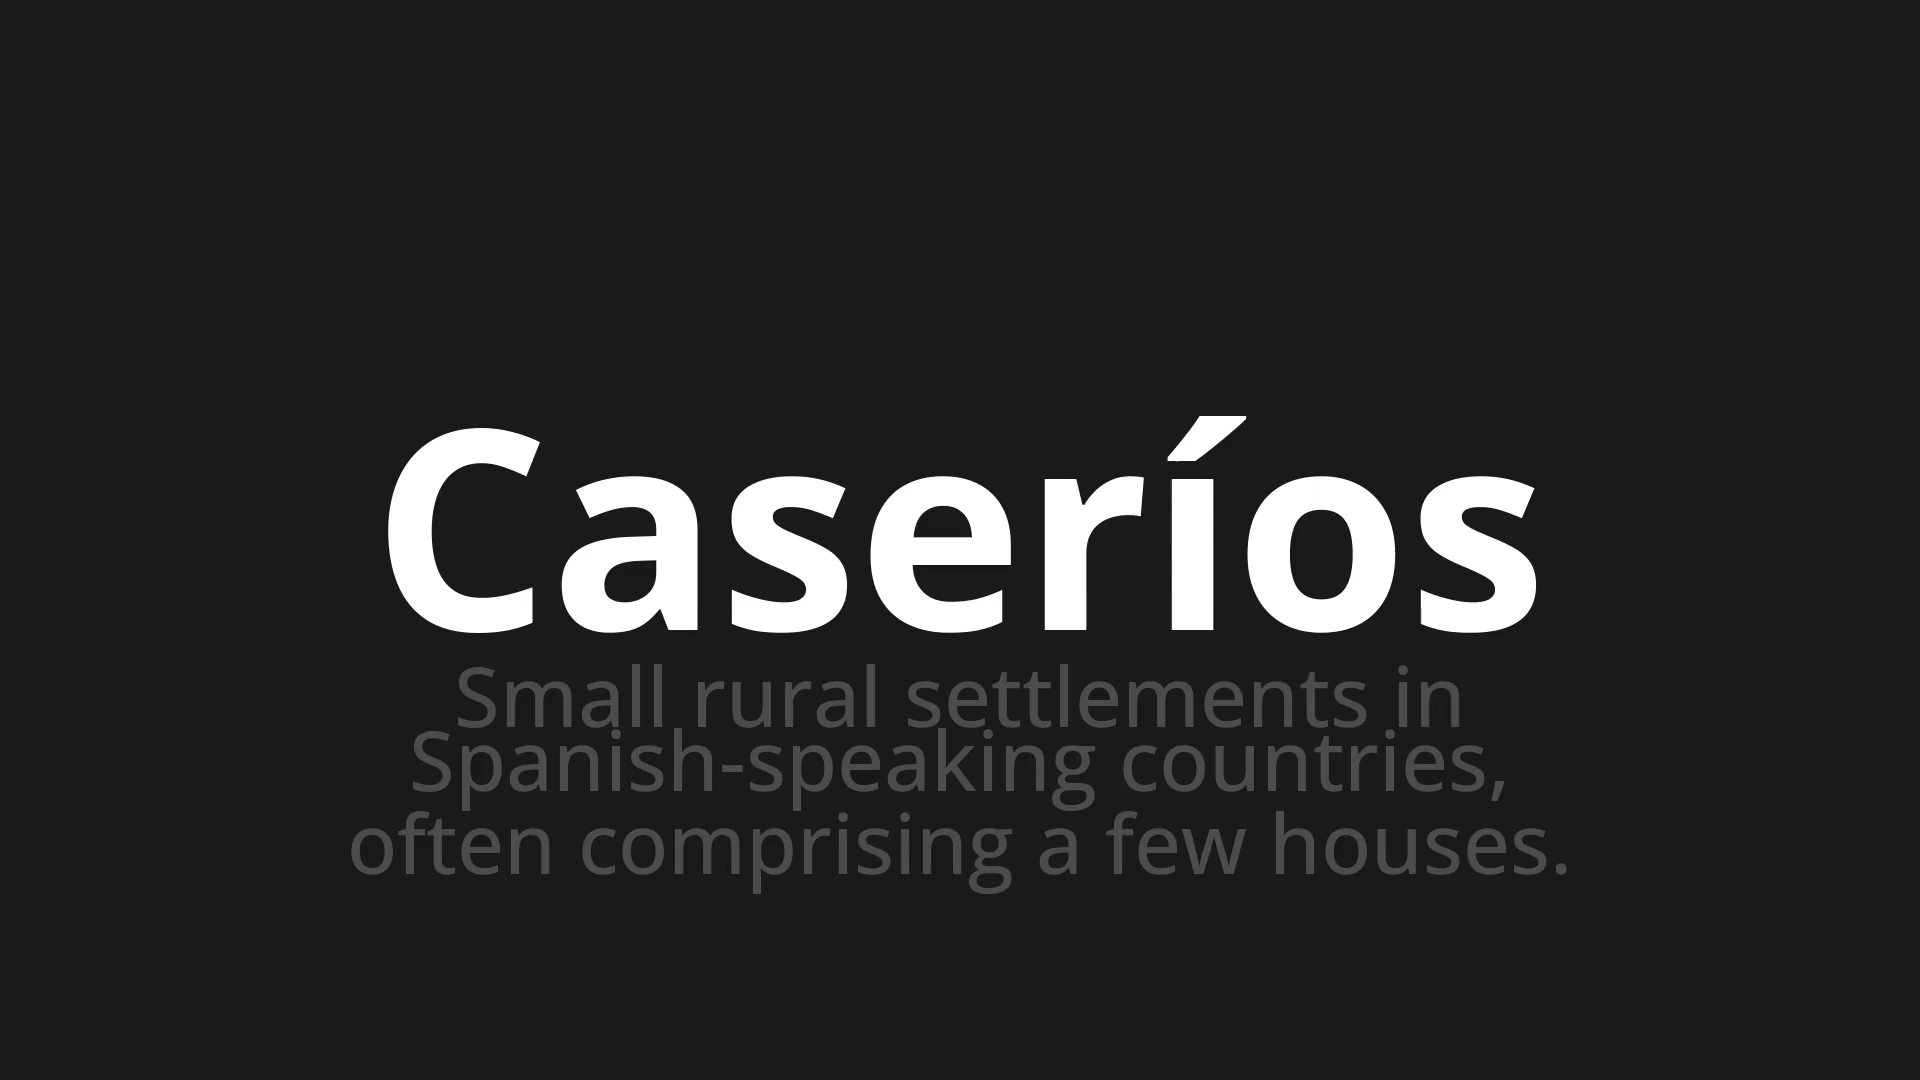 Caseríos
Small rural settlements in
Spanish-speaking countries,
often comprising a few houses.